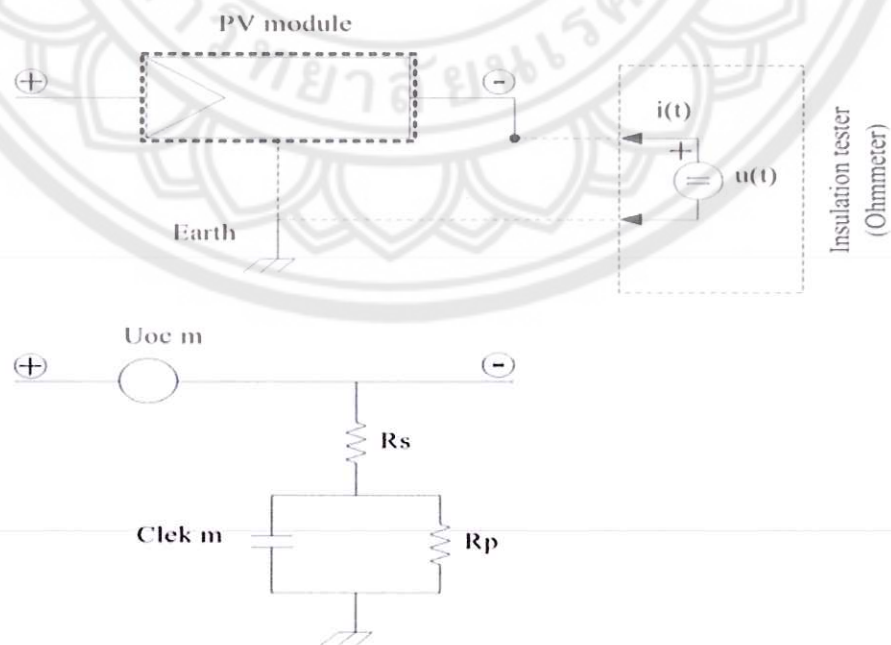 PV module
+
-
i(t)
+
u(t)
Earth
Insulation tester
(Ohmmeter)
Uoc m
+
-
Rs
Clek m
Rp